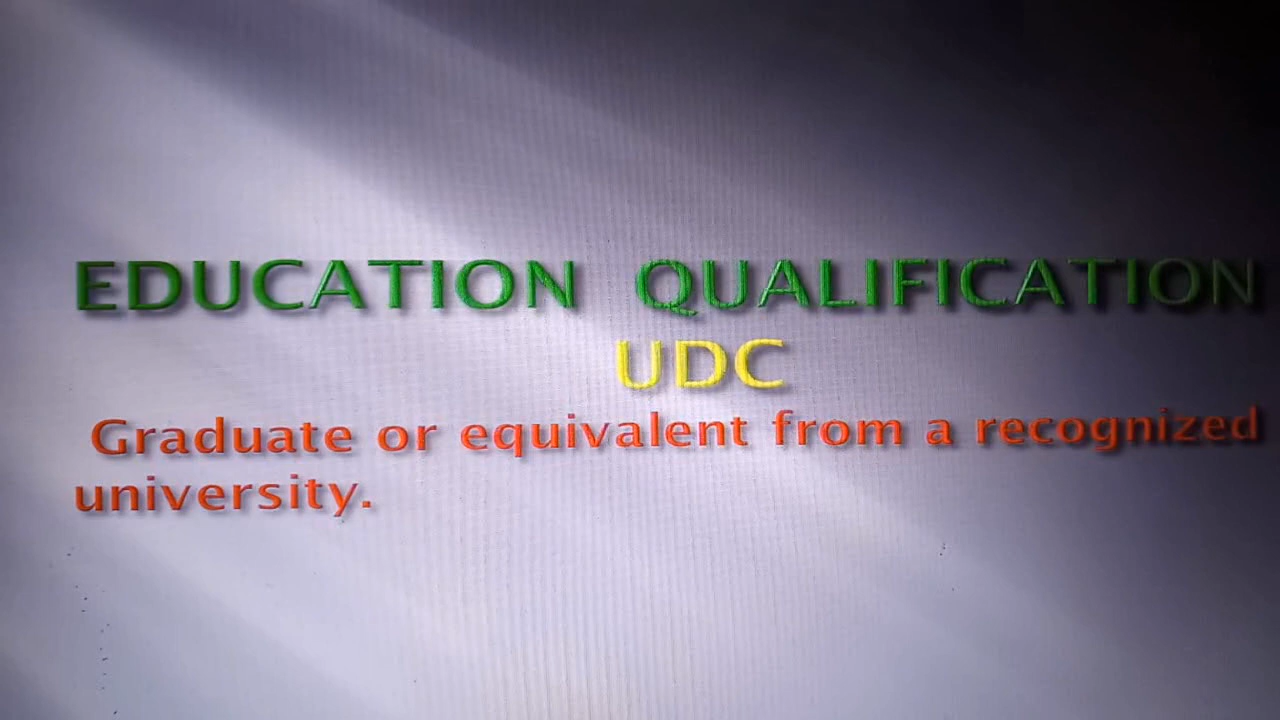 EDUCATION QUALIFICATION
UDC
Graduate or equivalent from a recognized
university.